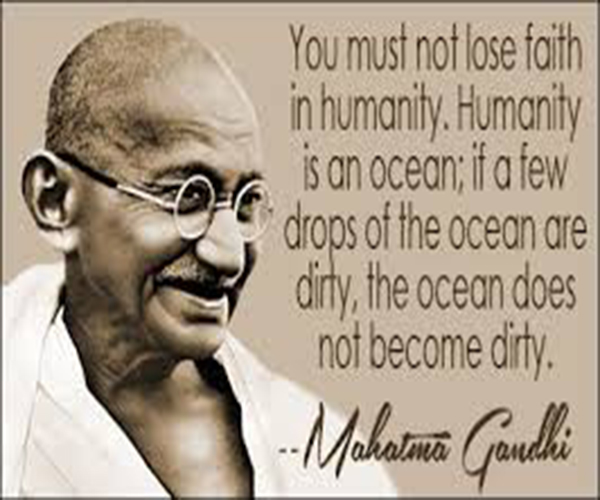 You must not lose faith
in humanity. Humanity
is an ocean; if a few
drops of the ocean are
dirty, the ocean does
not become dirty.
--Mahatma Gandhi